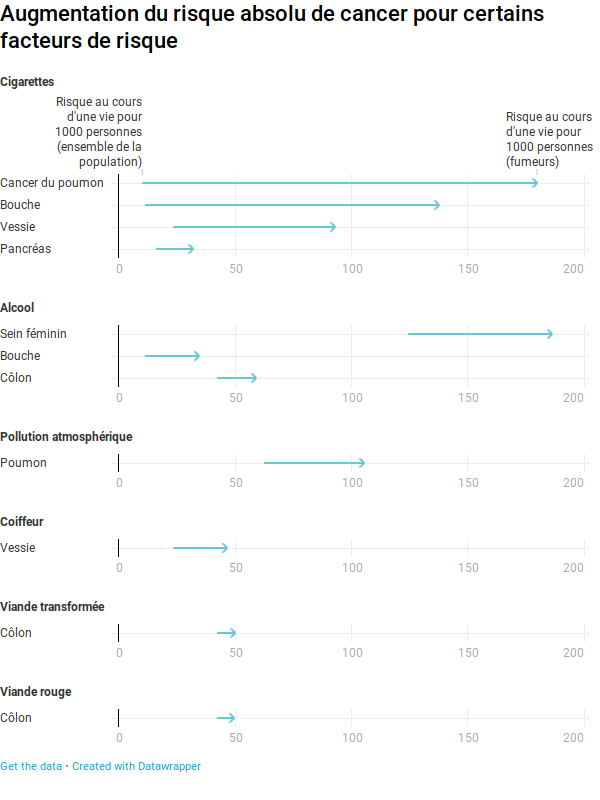 Augmentation du risque absolu de cancer pour certains
facteurs de risque
Cigarettes
Risque au cours
d'une vie pour
1000 personnes
(ensemble de la
population)
Risque au cours
d'une vie pour
1000 personnes
(fumeurs)
Cancer du poumon
Bouche
Vessie
Pancréas
0 50 100 150 200
Alcool
Sein féminin
Bouche
Côlon
0 50 100 150 200
Pollution atmosphérique
Poumon
0 50 100 150 200
Coiffeur
Vessie
0 50 100 150 200
Viande transformée
Côlon
0 50 100 150 200
Viande rouge
Côlon
0 50 100 150 200
Get the data • Created with Datawrapper